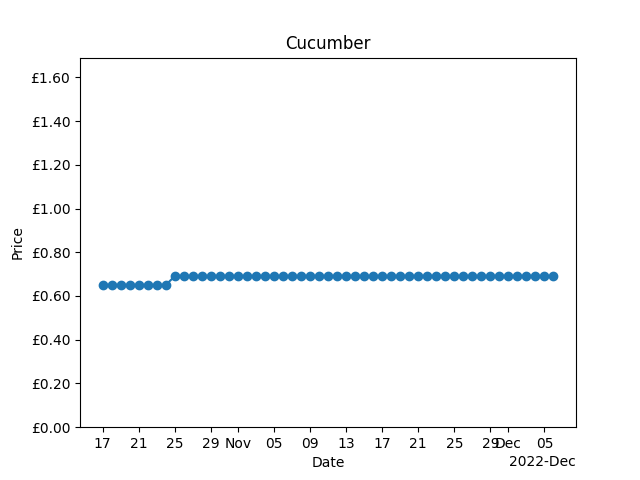 Cucumber
£1.60
£1.40
£1.20
£1.00
£0.80
£0.60
£0.40
£0.20
£0.00
Price
17 21 25 29 Nov 05 09 13 17 21 25 29 Dec 05
Date
2022-Dec